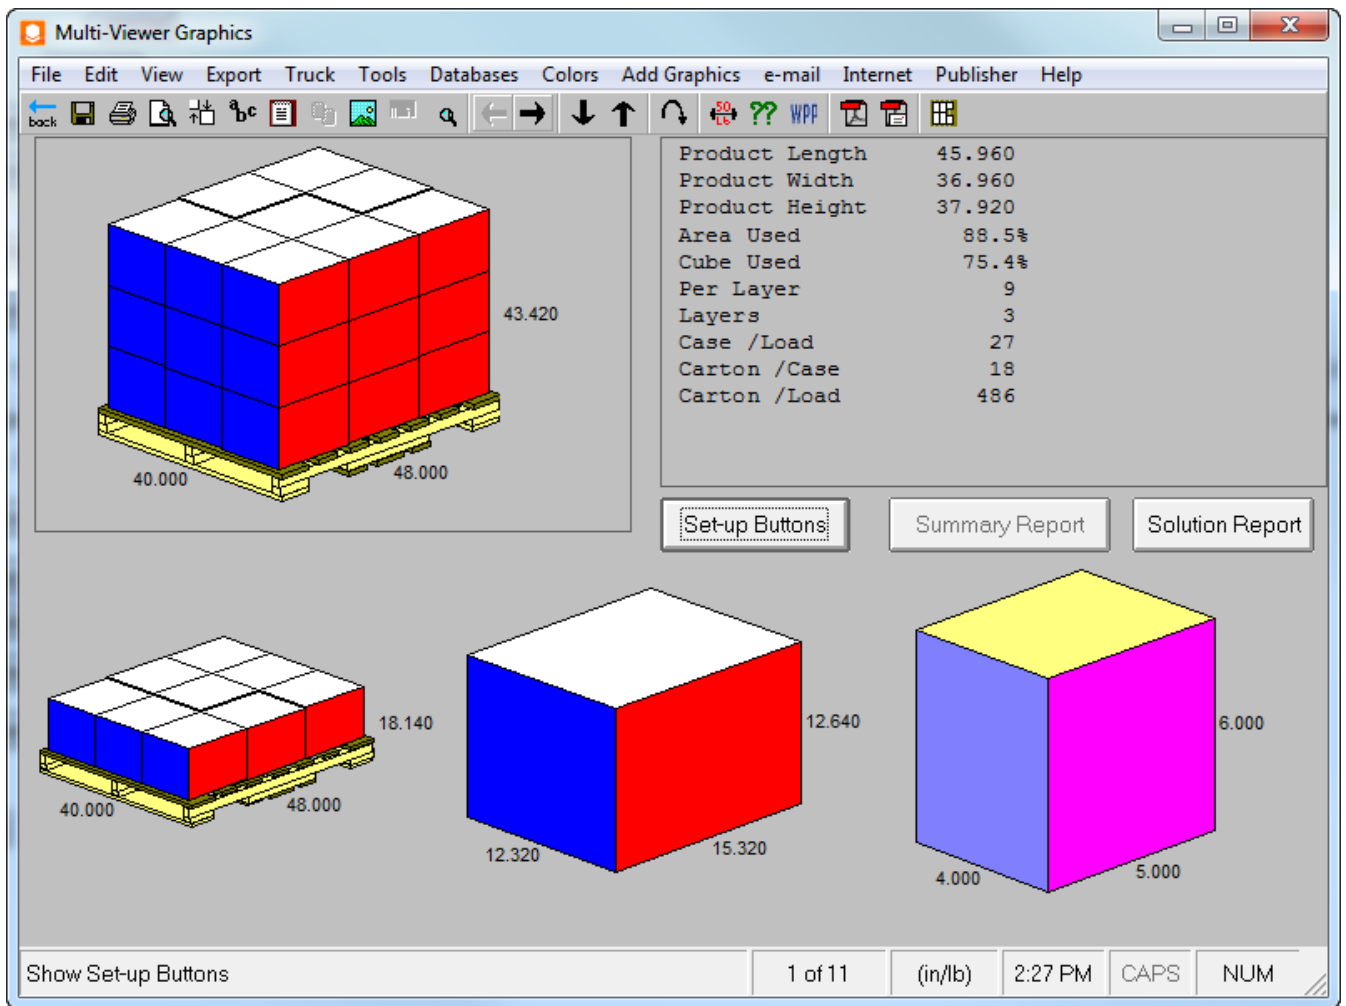 Multi-Viewer Graphics
File Edit View Export Truck Tools Databases Colors Add Graphics e-mail Internet Publisher Help
back abc 50 Lb ?? WPP
Product Length 45.960
Product Width 36.960
Product Height 37.920
Area Used 88.5%
Cube Used 75.4%
Per Layer 9
Layers 3
Case /Load 27
Carton /Case 18
Carton /Load 486
43.420
40.000
48.000
Set-up Buttons Summary Report Solution Report
18.140
40.000
48.000
12.640
12.320
15.320
6.000
4.000
5.000
Show Set-up Buttons 1 of 11 (in/lb) 2:27 PM CAPS NUM